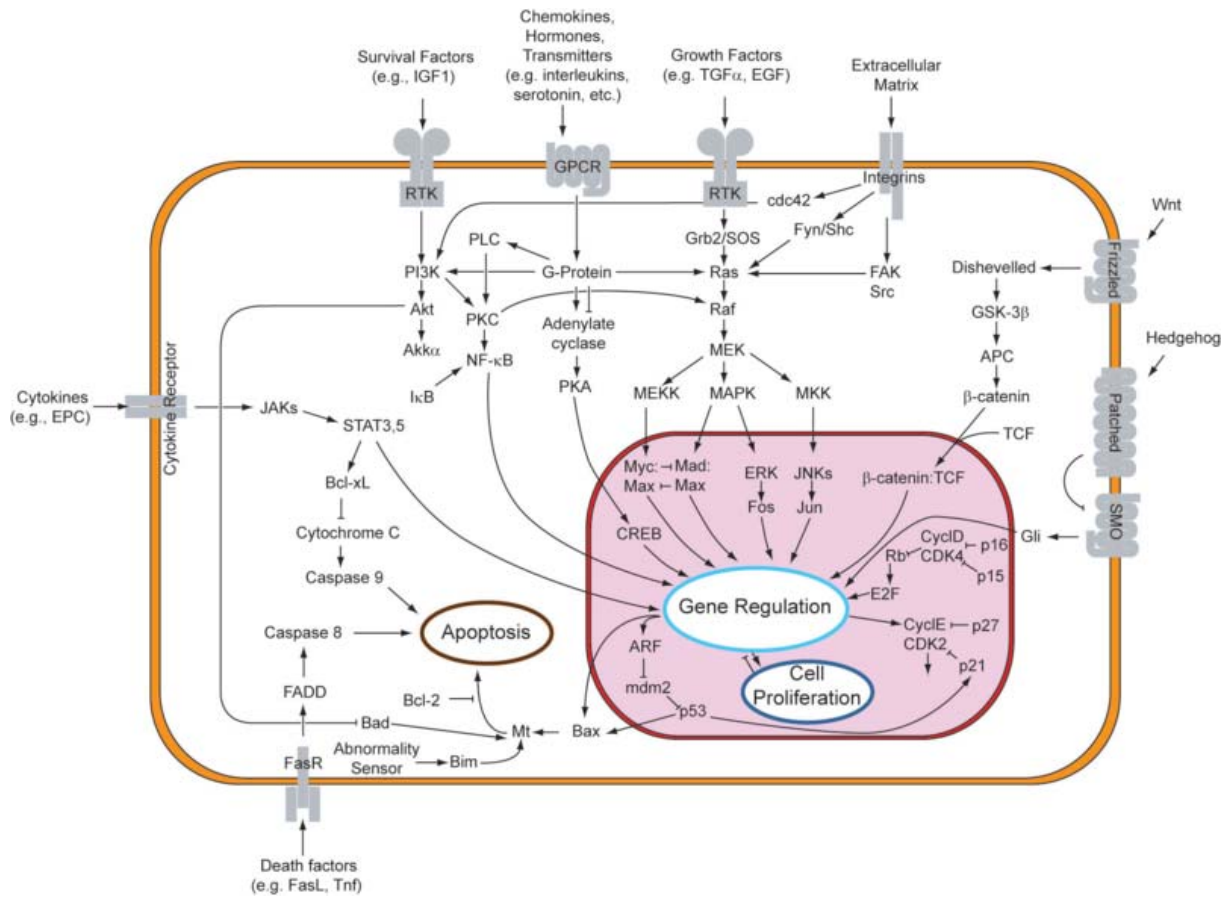 Chemokines,
Hormones,
Transmitters
(e.g. interleukins,
serotonin, etc.)
Survival Factors
(e.g., IGF1)
Growth Factors
(e.g. TGFα, EGF)
Extracellular
Matrix
RTK
GPCR
RTK
Integrins
cdc42
Wnt
Grb2/SOS
Fyn/Shc
PLC
Frizzled
PI3K
G-Protein
Ras
FAK
Src
Dishevelled
Akt
PKC
Adenylate
cyclase
Raf
GSK-3β
Akkα
NF-κB
MEK
APC
Hedgehog
IκB
PKA
MEKK
MAPK
MKK
β-catenin
Patched
Cytokines
(e.g., EPC)
Cytokine Receptor
JAKs
STAT3,5
TCF
Myc:
Max
Mad:
Max
ERK
JNKs
β-catenin:TCF
Bcl-xL
Fos
Jun
SMO
Cytochrome C
CREB
Gli
CyclD
CDK4
p16
Rb
p15
Caspase 9
E2F
Gene Regulation
CyclE
CDK2
p27
Caspase 8
Apoptosis
ARF
p21
FADD
mdm2
Cell
Proliferation
Bcl-2
p53
Bad
Mt
Bax
Abnormality
Sensor
Bim
FasR
Death factors
(e.g. FasL, Tnf)